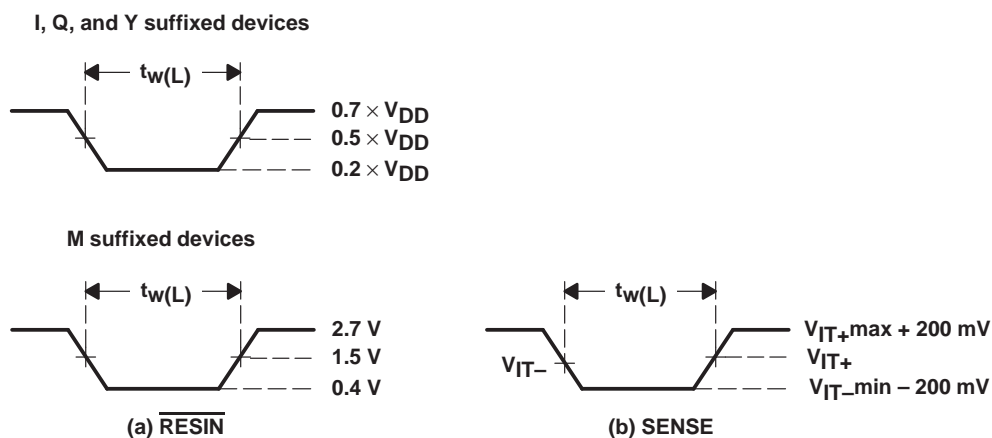 I, Q, and Y suffixed devices
tw(L)
0.7 × VDD
0.5 × VDD
0.2 × VDD
M suffixed devices
tw(L)
2.7 V
1.5 V
0.4 V
(a) RESIN
tw(L)
VIT–
VIT+max + 200 mV
VIT+
VIT–min – 200 mV
(b) SENSE